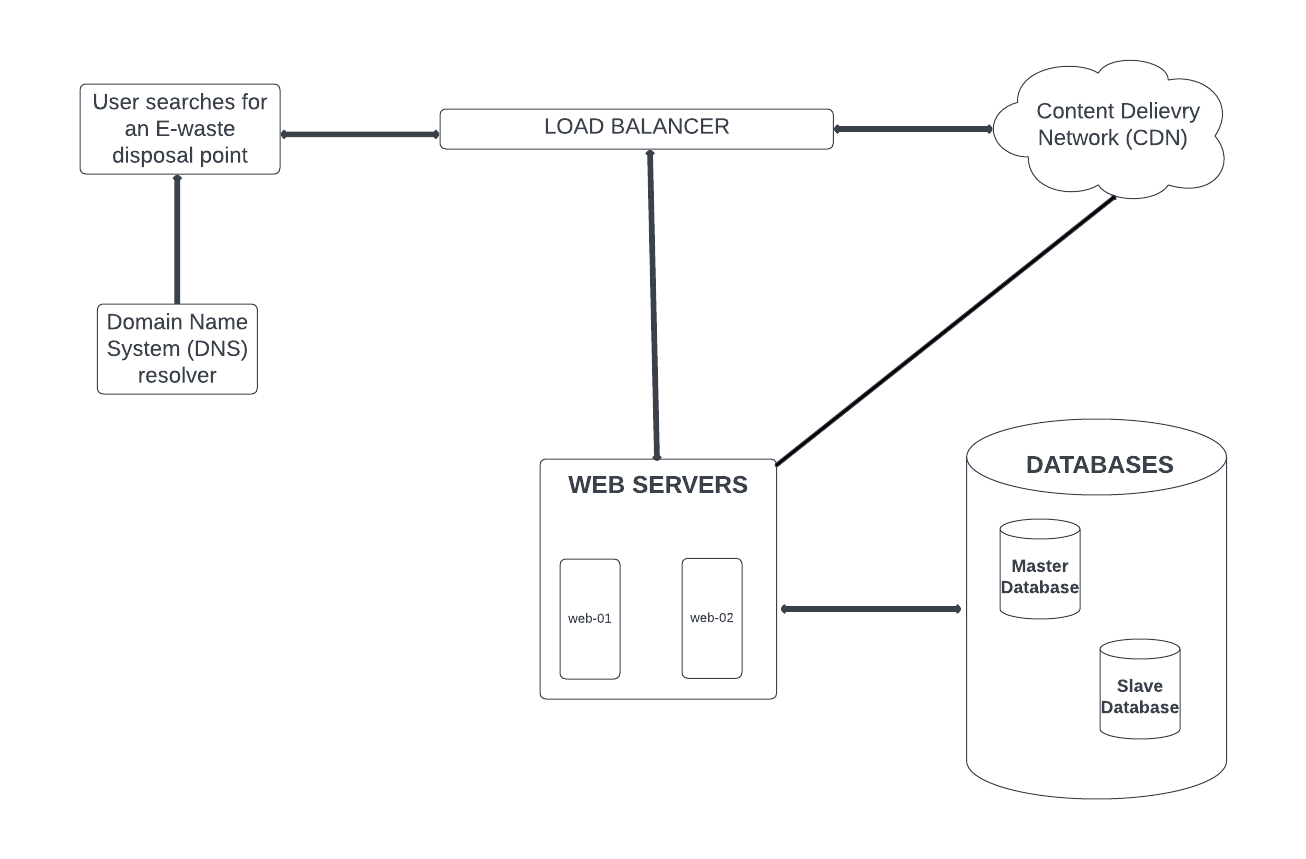 User searches for
an E-waste
disposal point
LOAD BALANCER
Content Delievry
Network (CDN)
Domain Name
System (DNS)
resolver
WEB SERVERS
web-01
web-02
DATABASES
Master
Database
Slave
Database